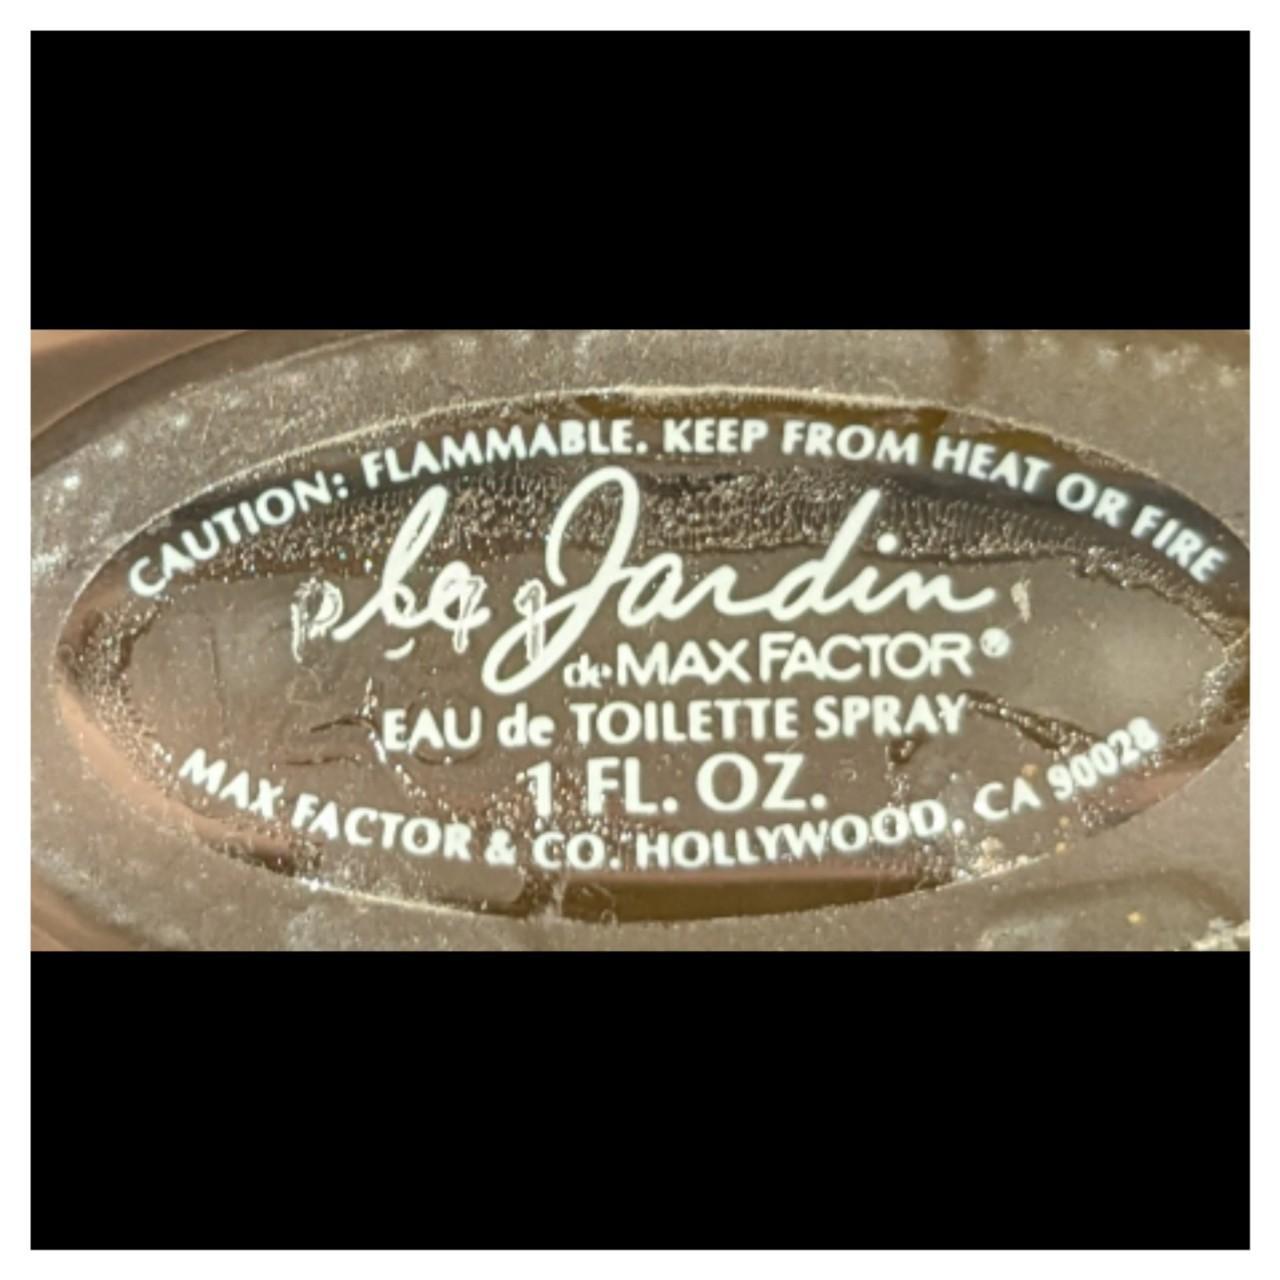 CAUTION: FLAMMABLE. KEEP FROM HEAT OR FIRE
le Jardin
de MAX FACTOR®
EAU de TOILETTE SPRAY
1 FL. OZ.
MAX FACTOR & CO. HOLLYWOOD, CA 90028